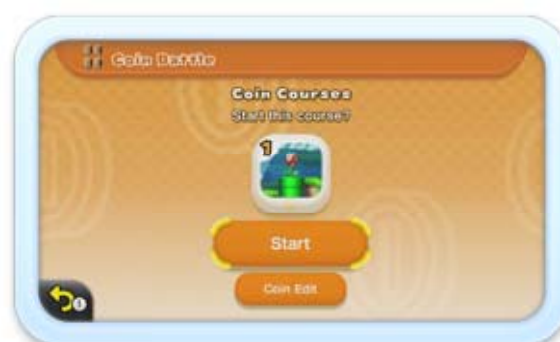 Coin Battle
Coin Courses
Start this course?
1
Start
Coin Edit